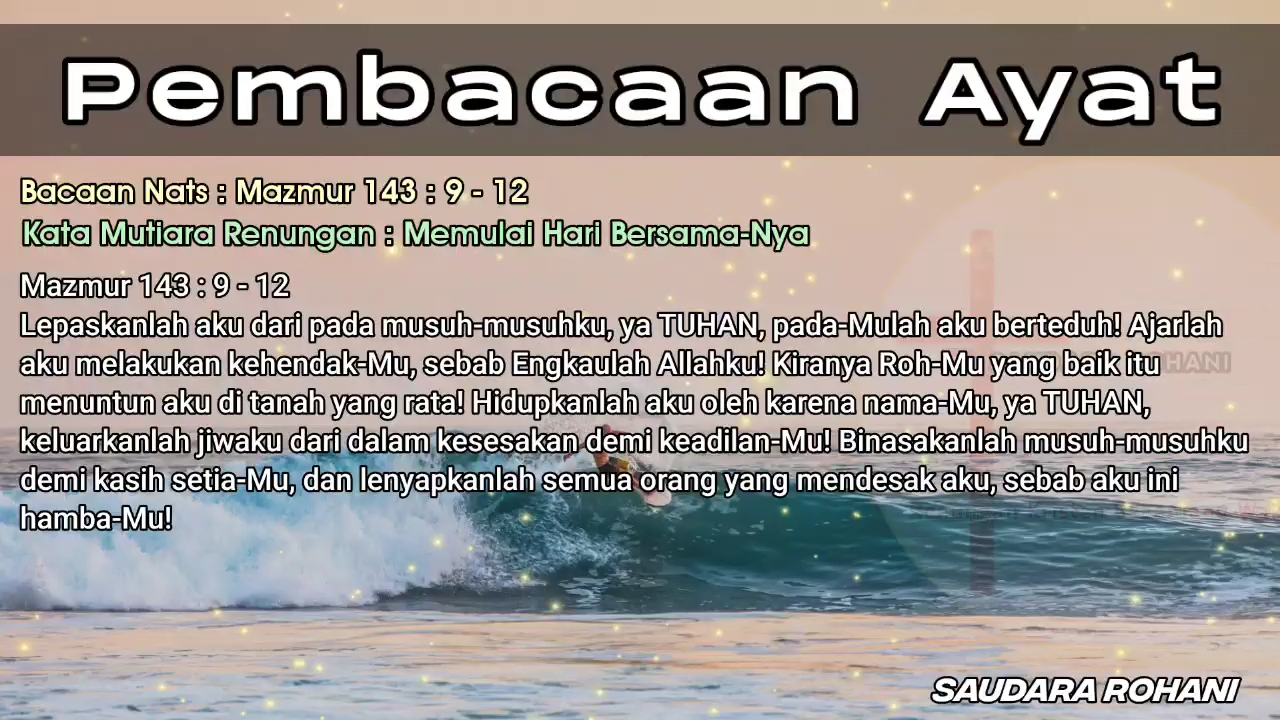 Pembacaan Ayat
Bacaan Nats : Mazmur 143 : 9 - 12
Kata Mutiara Renungan : Memulai Hari Bersama-Nya
Mazmur 143 : 9 - 12
Lepaskanlah aku dari pada musuh-musuhku, ya TUHAN, pada-Mulah aku berteduh! Ajarlah
aku melakukan kehendak-Mu, sebab Engkaulah Allahku! Kiranya Roh-Mu yang baik itu
menuntun aku di tanah yang rata! Hidupkanlah aku oleh karena nama-Mu, ya TUHAN,
keluarkanlah jiwaku dari dalam kesesakan demi keadilan-Mu! Binasakanlah musuh-musuhku
demi kasih setia-Mu, dan lenyapkanlah semua orang yang mendesak aku, sebab aku ini
hamba-Mu!
SAUDARA ROHANI